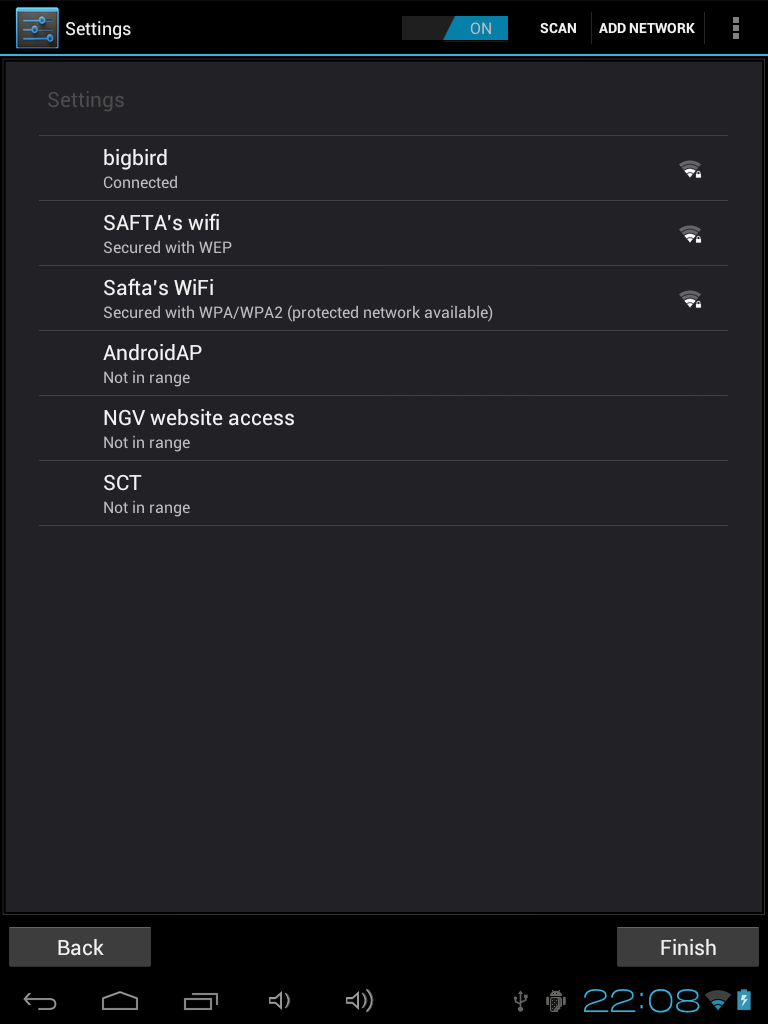 Settings
ON
SCAN
ADD NETWORK
Settings
bigbird
Connected
SAFTA's wifi
Secured with WEP
Safta's WiFi
Secured with WPA/WPA2 (protected network available)
AndroidAP
Not in range
NGV website access
Not in range
SCT
Not in range
Back
Finish
22:08